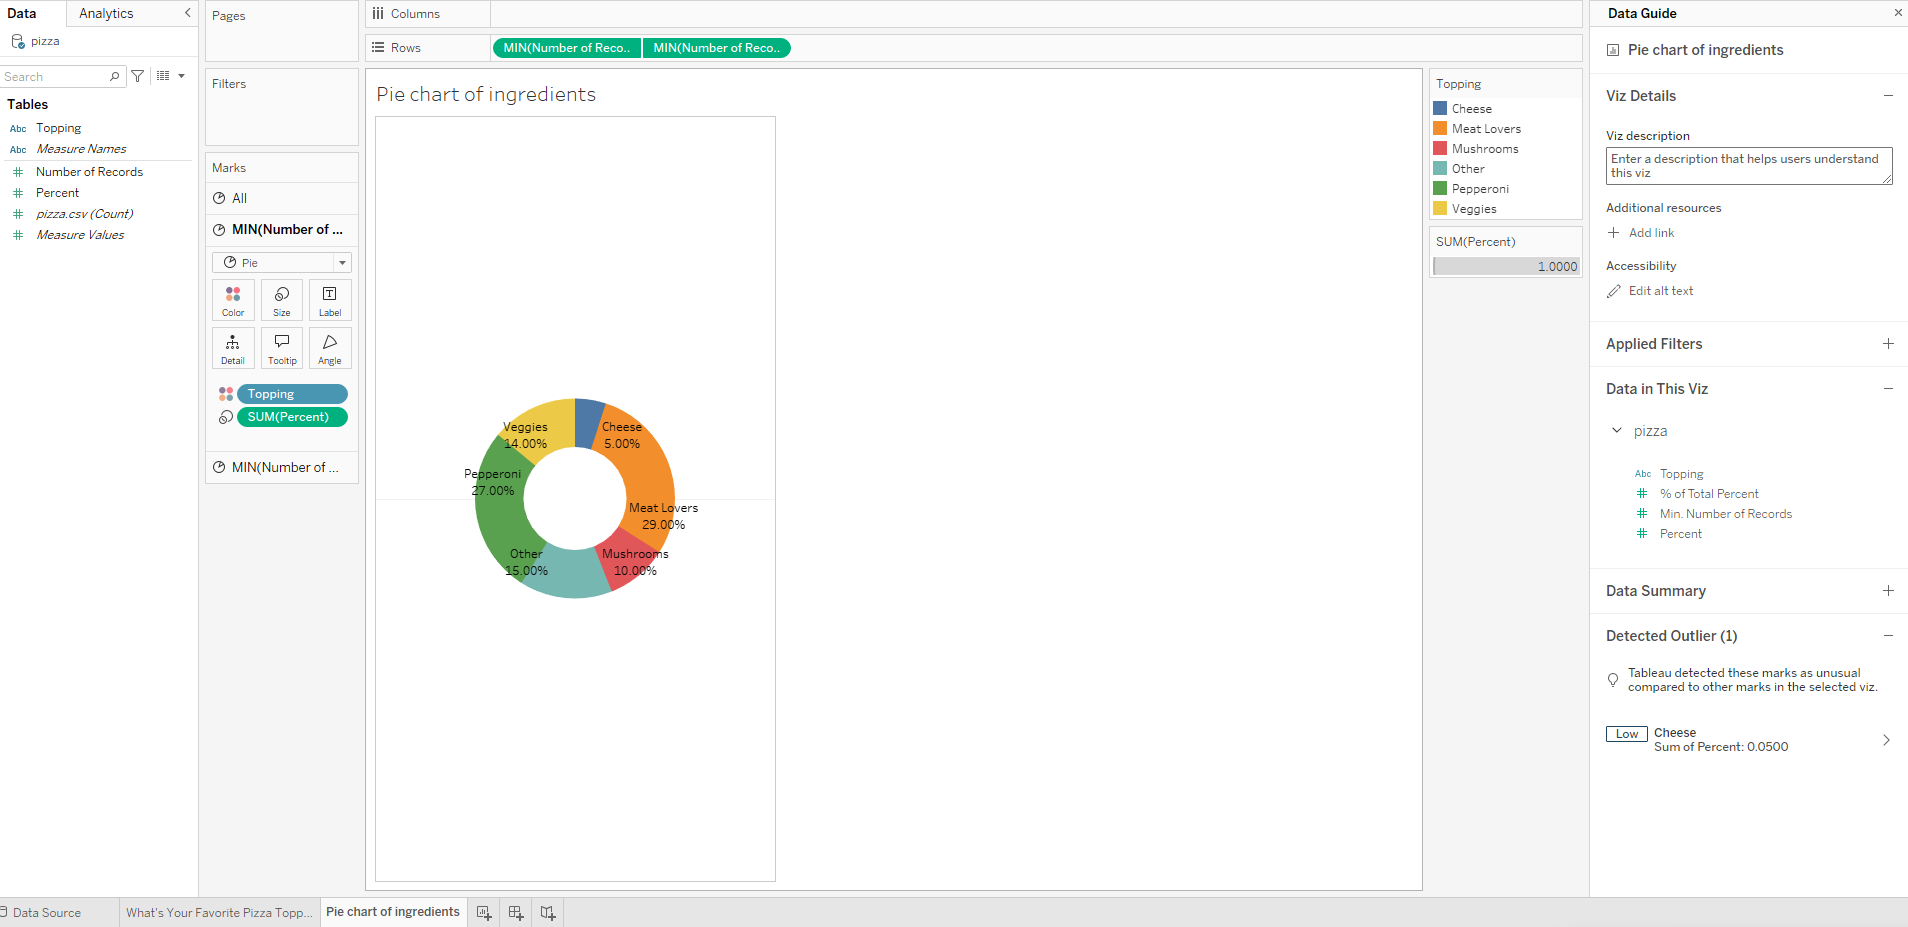 Data
Analytics
pizza
Search
Tables
Abc Topping
Abc Measure Names
Number of Records
Percent
pizza.csv (Count)
Measure Values
Pages
Filters
Marks
All
MIN(Number of ...
Pie
Color
Size
Label
Detail
Tooltip
Angle
Topping
SUM(Percent)
MIN(Number of ...
Columns
Rows
MIN(Number of Reco..
MIN(Number of Reco..
Pie chart of ingredients
Veggies
14.00%
Cheese
5.00%
Pepperoni
27.00%
Meat Lovers
29.00%
Other
15.00%
Mushrooms
10.00%
Topping
Cheese
Meat Lovers
Mushrooms
Other
Pepperoni
Veggies
SUM(Percent)
1.0000
Data Guide
Pie chart of ingredients
Viz Details
Viz description
Enter a description that helps users understand
this viz
Additional resources
Add link
Accessibility
Edit alt text
Applied Filters
Data in This Viz
pizza
Abc Topping
% of Total Percent
Min. Number of Records
Percent
Data Summary
Detected Outlier (1)
Tableau detected these marks as unusual
compared to other marks in the selected viz.
Low
Cheese
Sum of Percent: 0.0500
Data Source
What's Your Favorite Pizza Topp...
Pie chart of ingredients